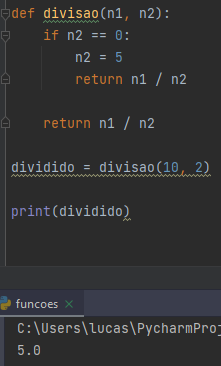 def divisao(n1, n2):
    if n2 == 0:
        n2 = 5
        return n1 / n2
    return n1 / n2
dividido = divisao(10, 2)
print(dividido)
funcoes ×
C:\Users\lucas\PycharmProj
5.0